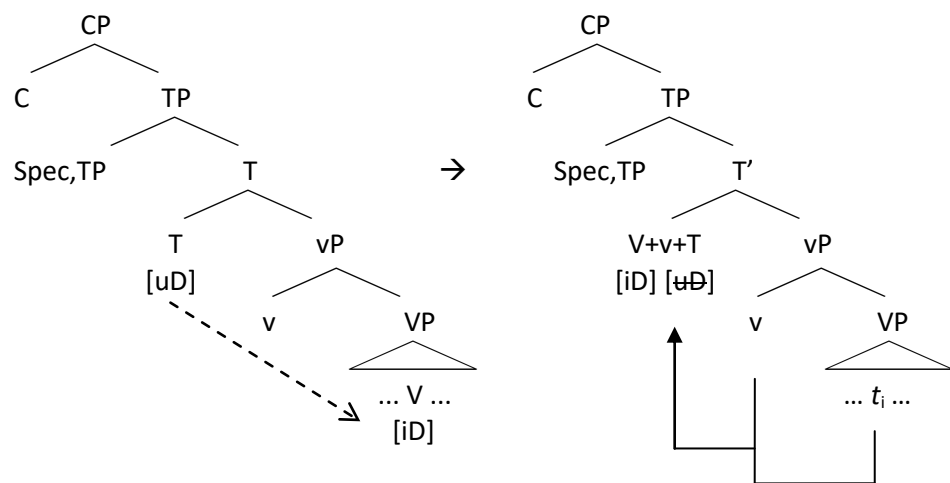 CP CP
C TP C TP
Spec,TP T → Spec,TP T’
T vP V+v+T vP
[uD] [iD] [uD]
v VP v VP
... V ... ... ti ...
[iD]